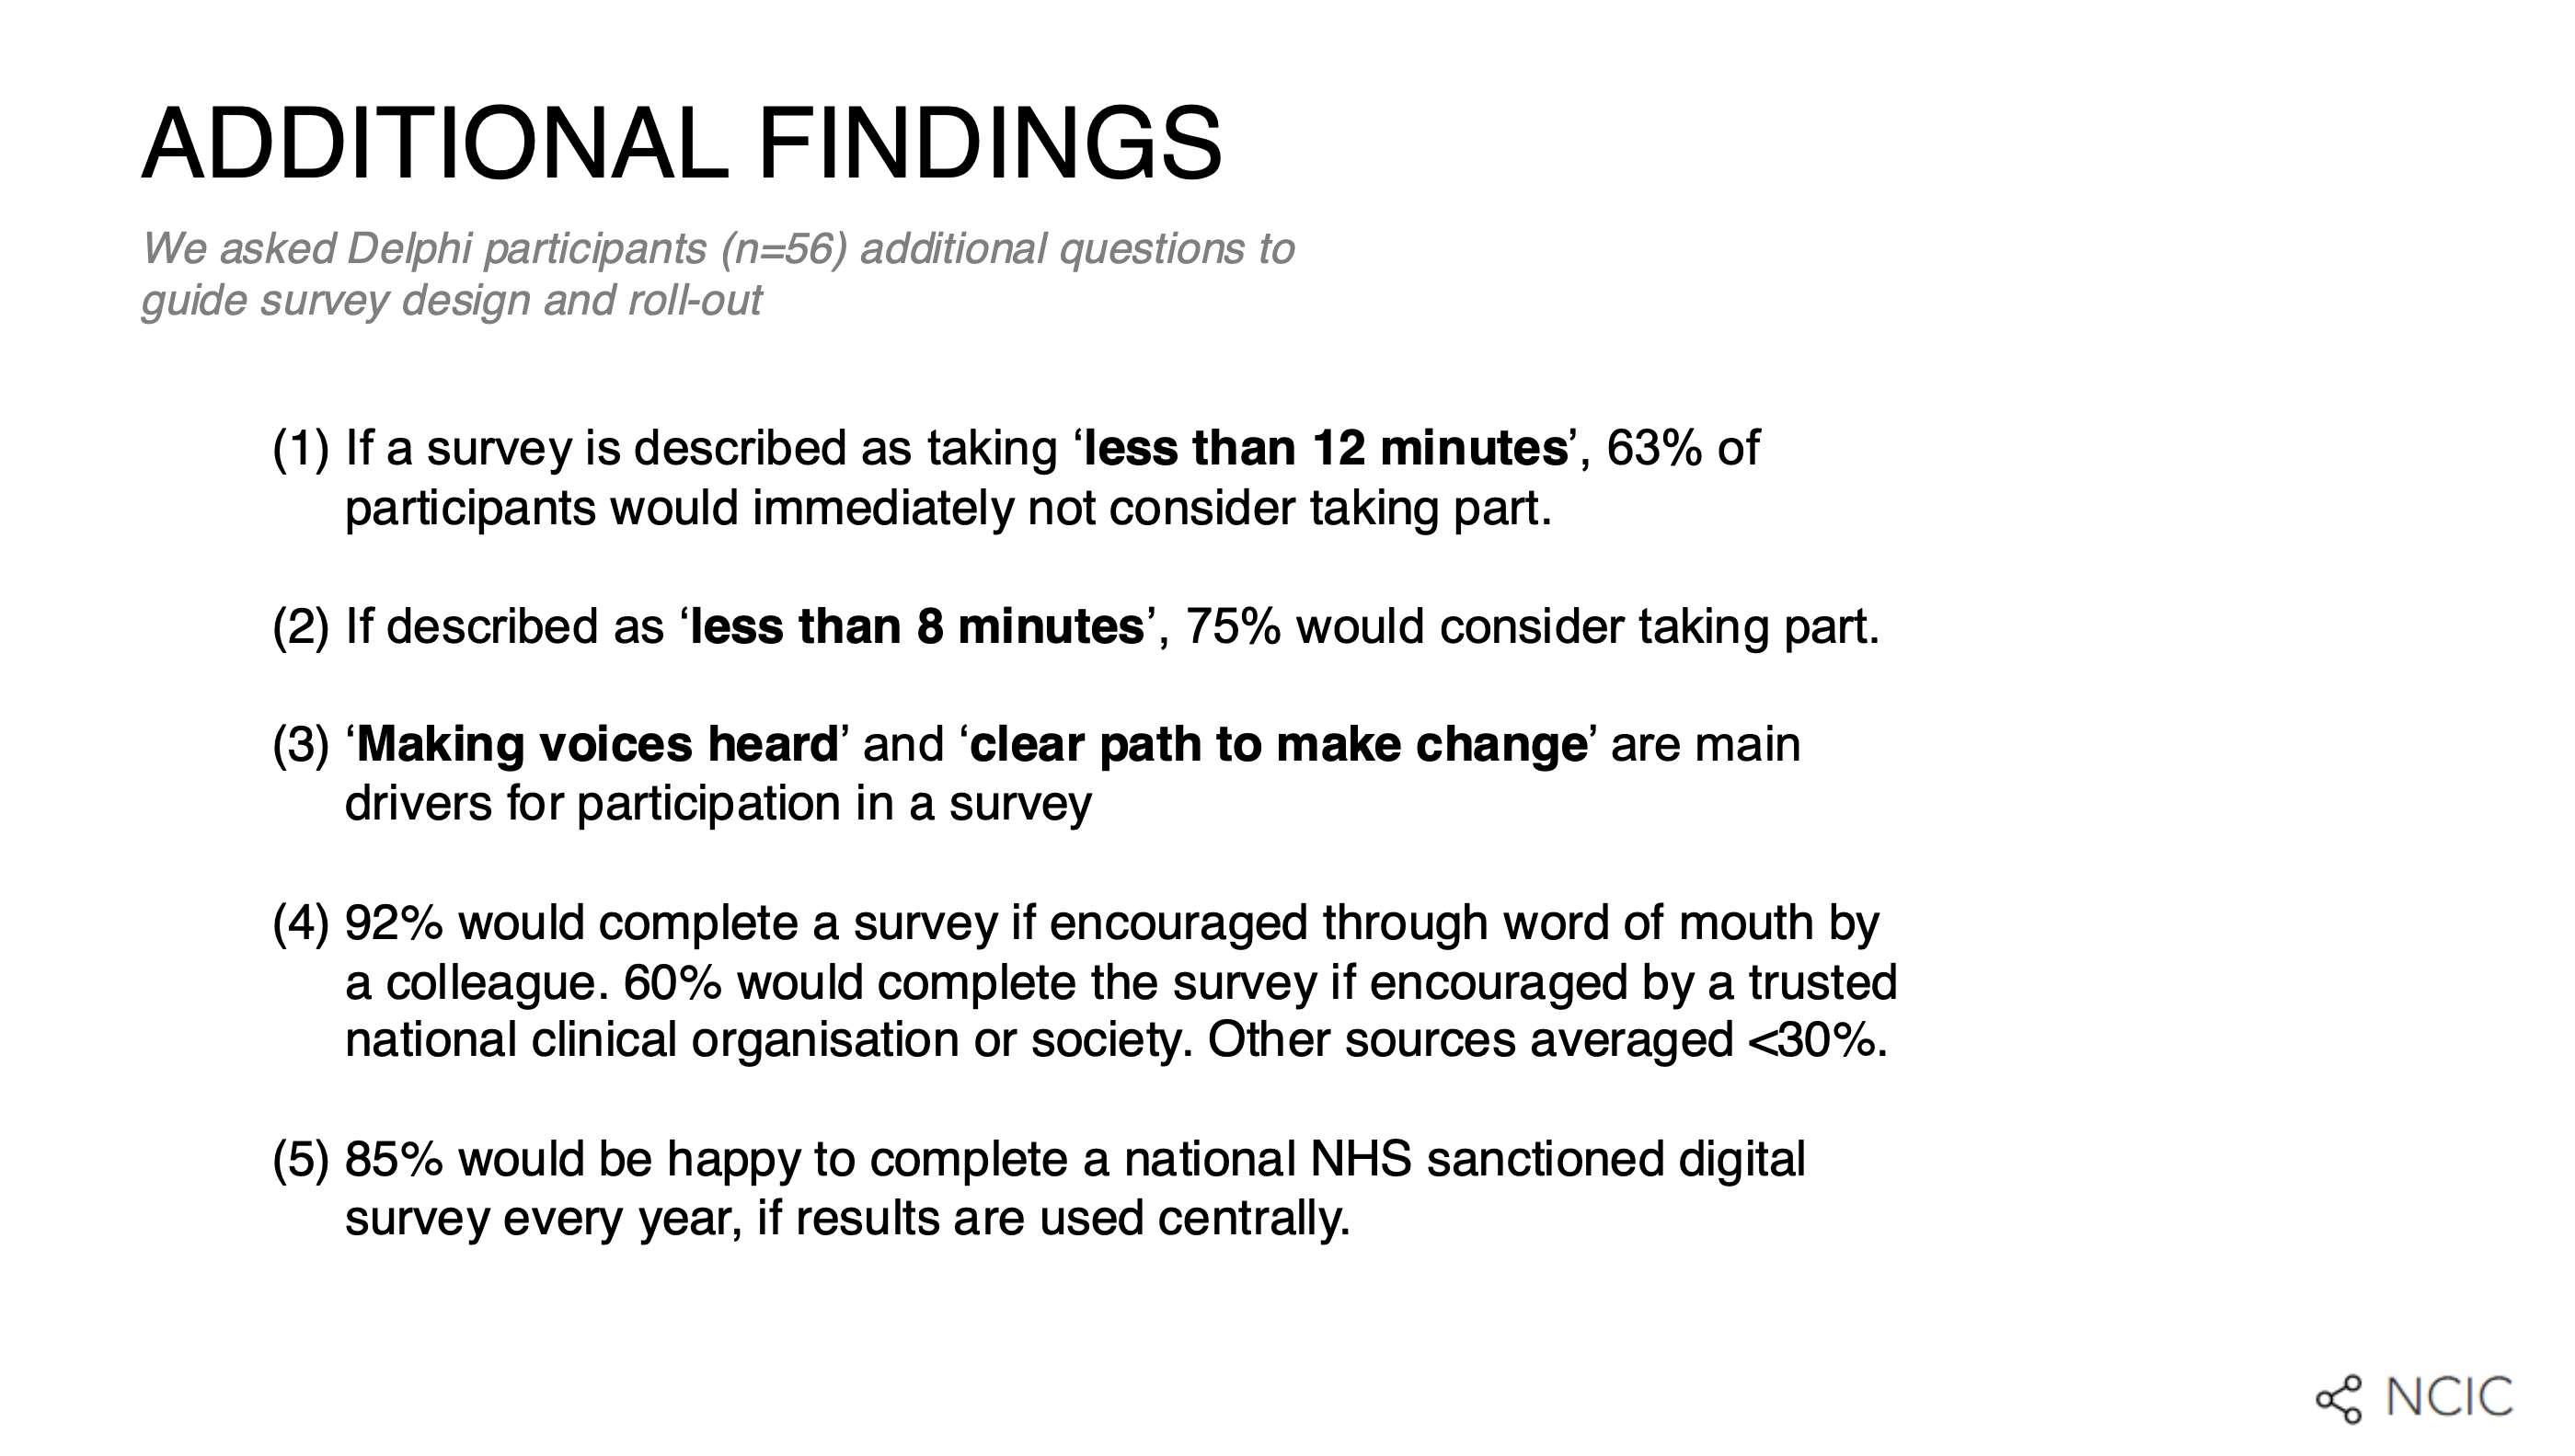 ADDITIONAL FINDINGS
We asked Delphi participants (n=56) additional questions to
guide survey design and roll-out
(1) If a survey is described as taking ‘less than 12 minutes’, 63% of
participants would immediately not consider taking part.
(2) If described as ‘less than 8 minutes’, 75% would consider taking part.
(3) ‘Making voices heard’ and ‘clear path to make change’ are main
drivers for participation in a survey
(4) 92% would complete a survey if encouraged through word of mouth by
a colleague. 60% would complete the survey if encouraged by a trusted
national clinical organisation or society. Other sources averaged <30%.
(5) 85% would be happy to complete a national NHS sanctioned digital
survey every year, if results are used centrally.
NCIC